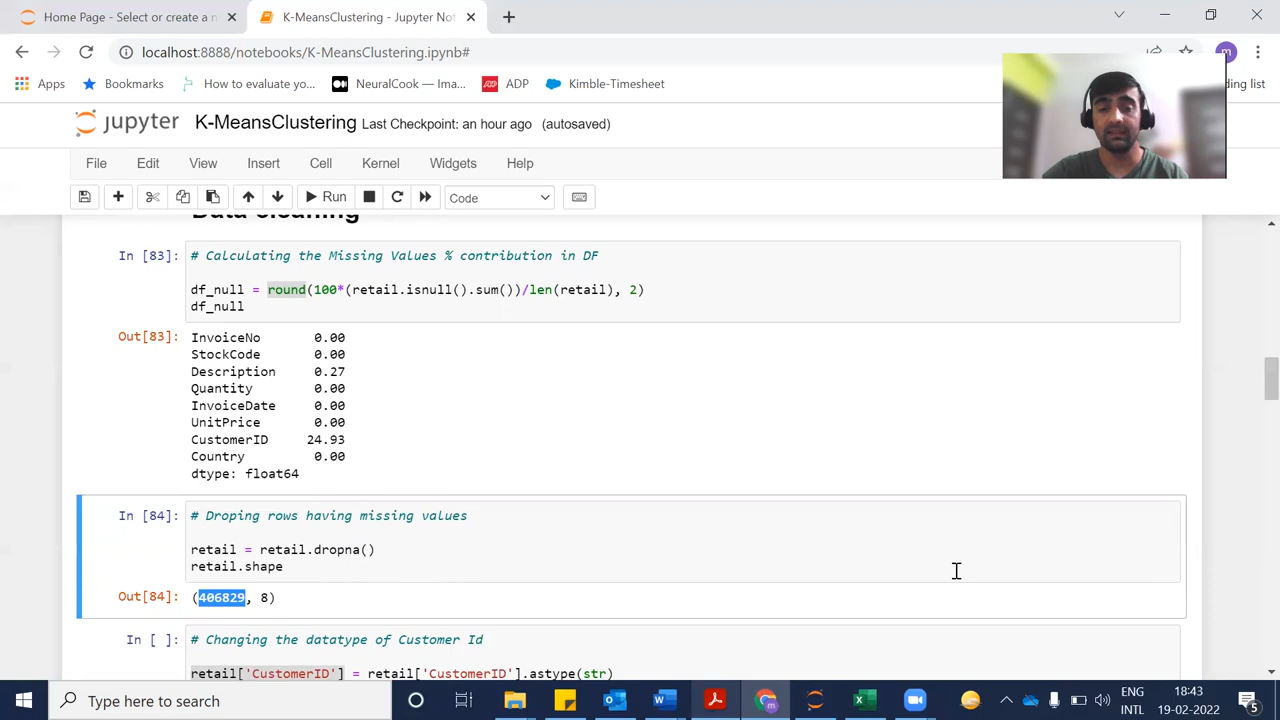 Home Page - Select or create a n
K-MeansClustering - Jupyter Not
localhost:8888/notebooks/K-MeansClustering.ipynb#
Apps
Bookmarks
How to evaluate yo...
NeuralCook — Ima...
ADP
Kimble-Timesheet
ding list
jupyter K-MeansClustering Last Checkpoint: an hour ago (autosaved)
File Edit View Insert Cell Kernel Widgets Help
Run
Code
Data cleaning
In [83]: # Calculating the Missing Values % contribution in DF
df_null = round(100*(retail.isnull().sum())/len(retail), 2)
df_null
Out[83]: InvoiceNo 0.00
StockCode 0.00
Description 0.27
Quantity 0.00
InvoiceDate 0.00
UnitPrice 0.00
CustomerID 24.93
Country 0.00
dtype: float64
In [84]: # Droping rows having missing values
retail = retail.dropna()
retail.shape
Out[84]: (406829, 8)
In [ ]: # Changing the datatype of Customer Id
retail['CustomerID'] = retail['CustomerID'].astype(str)
Type here to search
ENG
INTL
18:43
19-02-2022
5